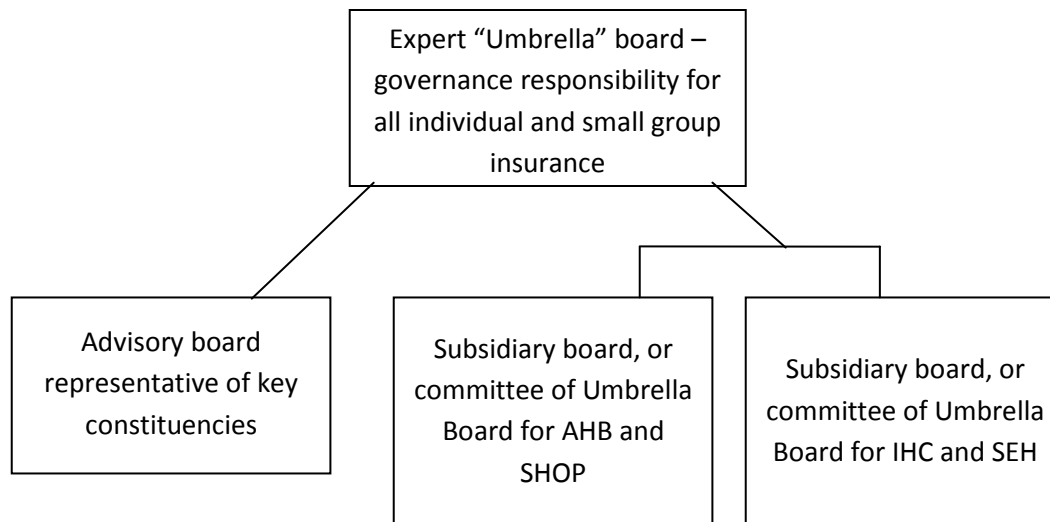 Expert “Umbrella” board –
governance responsibility for
all individual and small group
insurance
Advisory board
representative of key
constituencies
Subsidiary board, or
committee of Umbrella
Board for AHB and
SHOP
Subsidiary board, or
committee of Umbrella
Board for IHC and SEH